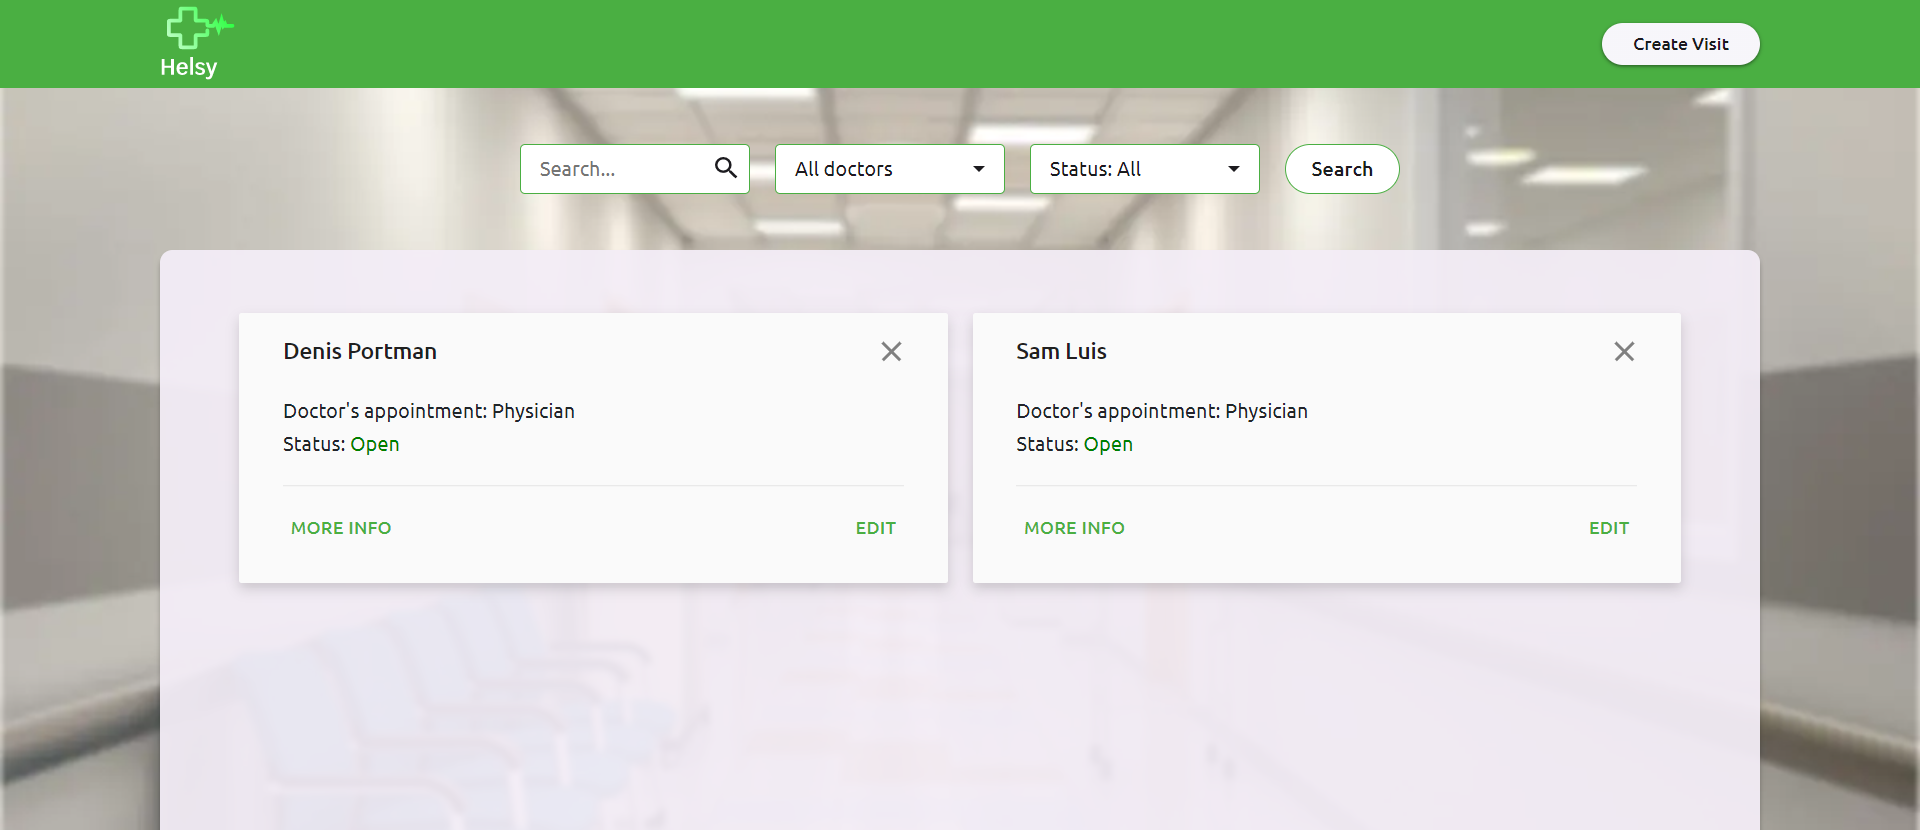 Helsy
Create Visit
Search...
All doctors
Status: All
Search
Denis Portman
Doctor's appointment: Physician
Status: Open
MORE INFO
EDIT
Sam Luis
Doctor's appointment: Physician
Status: Open
MORE INFO
EDIT